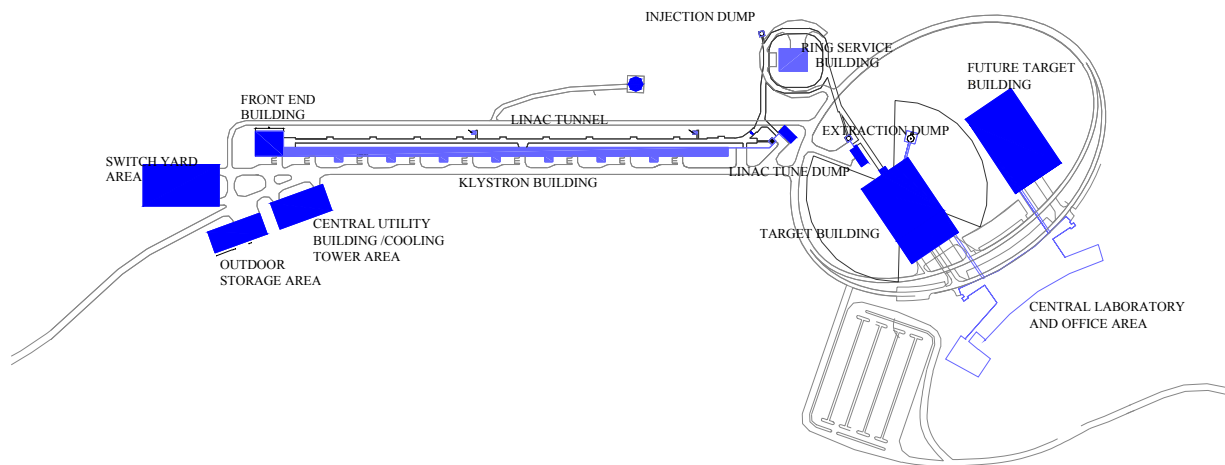 INJECTION DUMP
RING SERVICE
BUILDING
FUTURE TARGET
BUILDING
FRONT END
BUILDING
LINAC TUNNEL
EXTRACTION DUMP
SWITCH YARD
AREA
KLYSTRON BUILDING
LINAC TUNE DUMP
CENTRAL UTILITY
BUILDING /COOLING
TOWER AREA
TARGET BUILDING
OUTDOOR
STORAGE AREA
CENTRAL LABORATORY
AND OFFICE AREA